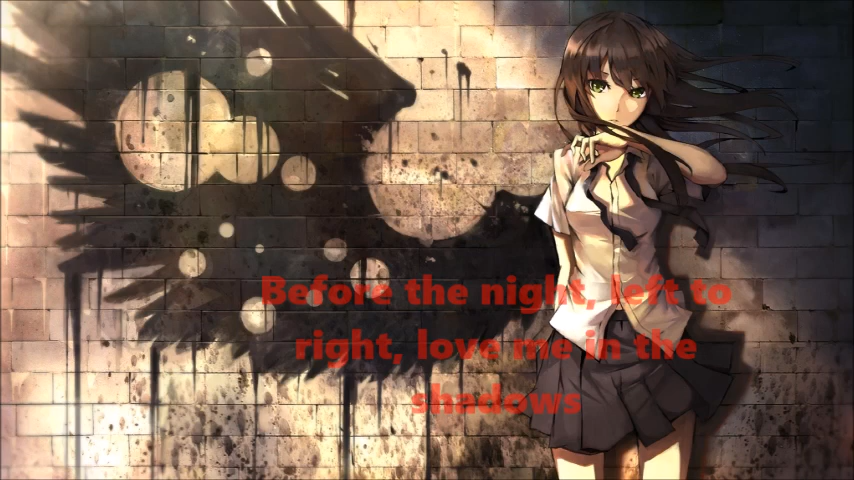 Before the night, left to
right, love me in the
shadows